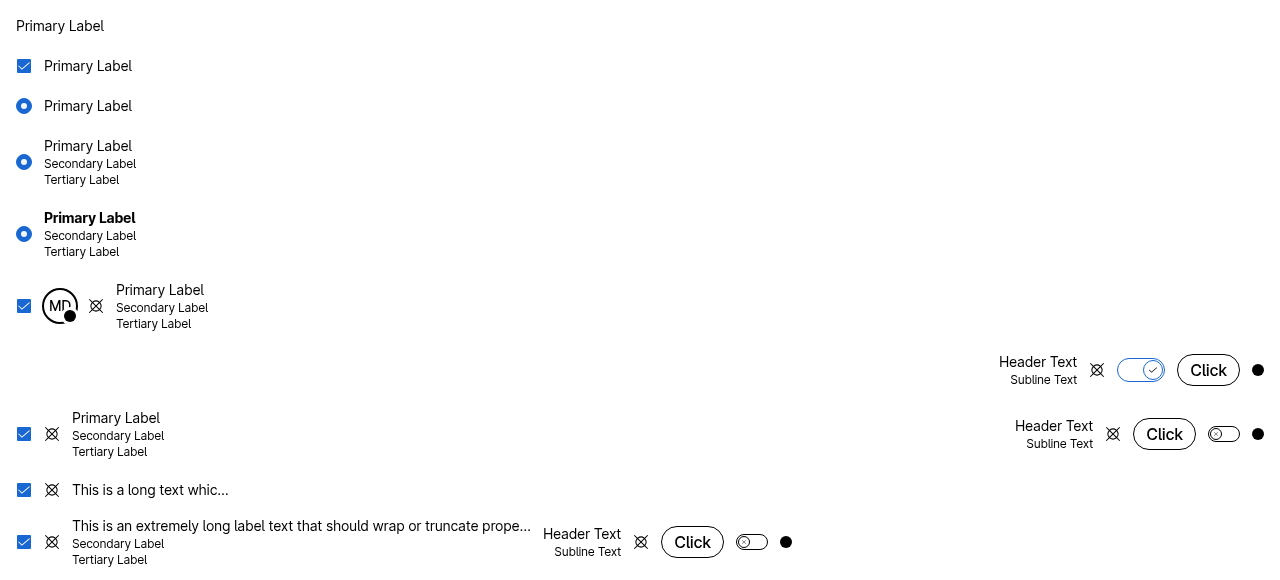 Primary Label
Primary Label
Primary Label
Primary Label
Secondary Label
Tertiary Label
Primary Label
Secondary Label
Tertiary Label
MD
Primary Label
Secondary Label
Tertiary Label
Header Text
Subline Text
Click
Primary Label
Secondary Label
Tertiary Label
Header Text
Subline Text
Click
This is a long text whic...
This is an extremely long label text that should wrap or truncate prope...
Secondary Label
Tertiary Label
Header Text
Subline Text
Click